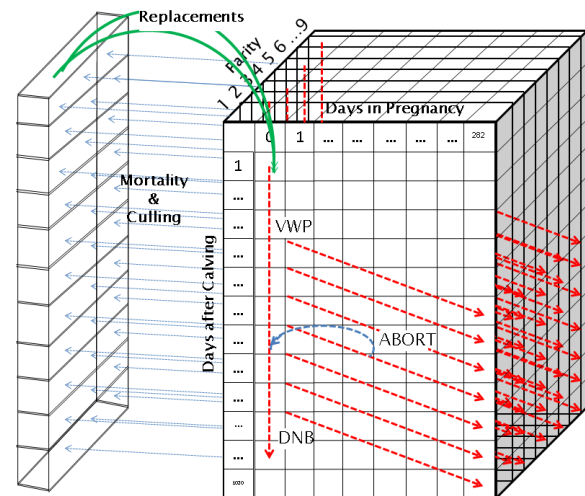 Replacements
Parity
1 2 3 4 5 6 ...9
Days in Pregnancy
0 1 ... ... ... ... ... 282
1
...
...
...
...
...
...
...
...
...
...
1020
Mortality
&
Culling
Days after Calving
VWP
ABORT
DNB